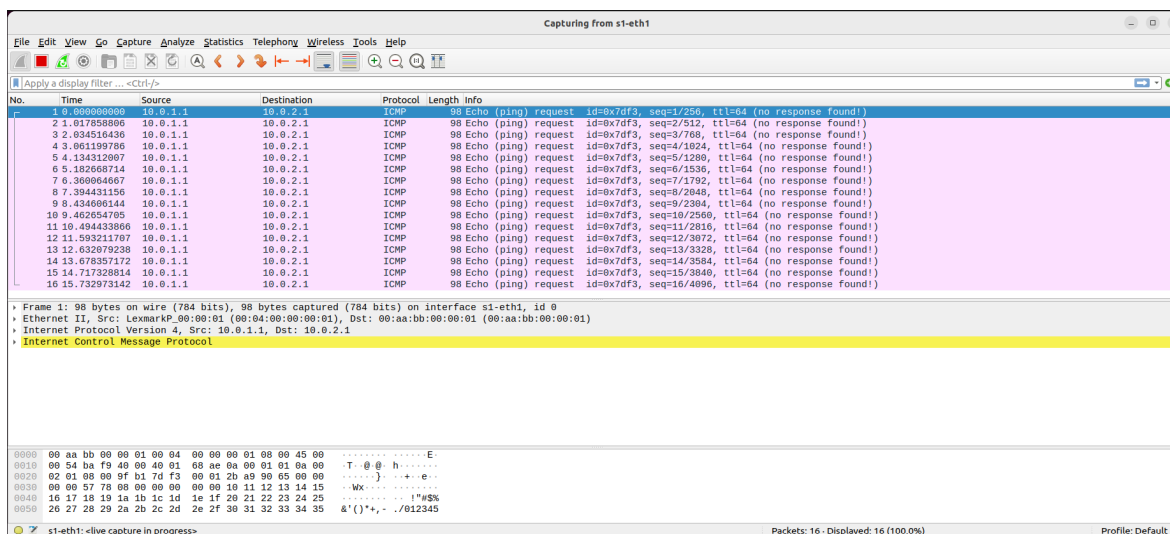 Capturing from s1-eth1
File Edit View Go Capture Analyze Statistics Telephony Wireless Tools Help
Apply a display filter ... <Ctrl-/>
No. Time Source Destination Protocol Length Info
1 0.000000000 10.0.1.1 10.0.2.1 ICMP 98 Echo (ping) request id=0x7df3, seq=1/256, ttl=64 (no response found!)
2 1.017858806 10.0.1.1 10.0.2.1 ICMP 98 Echo (ping) request id=0x7df3, seq=2/512, ttl=64 (no response found!)
3 2.034516436 10.0.1.1 10.0.2.1 ICMP 98 Echo (ping) request id=0x7df3, seq=3/768, ttl=64 (no response found!)
4 3.061199786 10.0.1.1 10.0.2.1 ICMP 98 Echo (ping) request id=0x7df3, seq=4/1024, ttl=64 (no response found!)
5 4.134312007 10.0.1.1 10.0.2.1 ICMP 98 Echo (ping) request id=0x7df3, seq=5/1280, ttl=64 (no response found!)
6 5.182668714 10.0.1.1 10.0.2.1 ICMP 98 Echo (ping) request id=0x7df3, seq=6/1536, ttl=64 (no response found!)
7 6.360064667 10.0.1.1 10.0.2.1 ICMP 98 Echo (ping) request id=0x7df3, seq=7/1792, ttl=64 (no response found!)
8 7.394431156 10.0.1.1 10.0.2.1 ICMP 98 Echo (ping) request id=0x7df3, seq=8/2048, ttl=64 (no response found!)
9 8.434606144 10.0.1.1 10.0.2.1 ICMP 98 Echo (ping) request id=0x7df3, seq=9/2304, ttl=64 (no response found!)
10 9.462654705 10.0.1.1 10.0.2.1 ICMP 98 Echo (ping) request id=0x7df3, seq=10/2560, ttl=64 (no response found!)
11 10.494433866 10.0.1.1 10.0.2.1 ICMP 98 Echo (ping) request id=0x7df3, seq=11/2816, ttl=64 (no response found!)
12 11.593211707 10.0.1.1 10.0.2.1 ICMP 98 Echo (ping) request id=0x7df3, seq=12/3072, ttl=64 (no response found!)
13 12.632079238 10.0.1.1 10.0.2.1 ICMP 98 Echo (ping) request id=0x7df3, seq=13/3328, ttl=64 (no response found!)
14 13.678357172 10.0.1.1 10.0.2.1 ICMP 98 Echo (ping) request id=0x7df3, seq=14/3584, ttl=64 (no response found!)
15 14.717328814 10.0.1.1 10.0.2.1 ICMP 98 Echo (ping) request id=0x7df3, seq=15/3840, ttl=64 (no response found!)
16 15.732973142 10.0.1.1 10.0.2.1 ICMP 98 Echo (ping) request id=0x7df3, seq=16/4096, ttl=64 (no response found!)
Frame 1: 98 bytes on wire (784 bits), 98 bytes captured (784 bits) on interface s1-eth1, id 0
Ethernet II, Src: LexmarkP_00:00:01 (00:04:00:00:00:01), Dst: 00:aa:bb:00:00:01 (00:aa:bb:00:00:01)
Internet Protocol Version 4, Src: 10.0.1.1, Dst: 10.0.2.1
Internet Control Message Protocol
0000 00 aa bb 00 00 01 00 04 00 00 00 01 08 00 45 00 ········ ······E·
0010 00 54 ba f9 40 00 40 01 68 ae 0a 00 01 01 0a 00 ·T··@·@· h·······
0020 02 01 08 00 9f b1 7d f3 00 01 2b a9 90 65 00 00 ······}· ··+··e··
0030 00 00 57 78 08 00 00 00 00 00 10 11 12 13 14 15 ··Wx···· ········
0040 16 17 18 19 1a 1b 1c 1d 1e 1f 20 21 22 23 24 25 ········ ·· !"#$%
0050 26 27 28 29 2a 2b 2c 2d 2e 2f 30 31 32 33 34 35 &'()*+,- ./012345
s1-eth1: <live capture in progress> Packets: 16 · Displayed: 16 (100.0%) Profile: Default